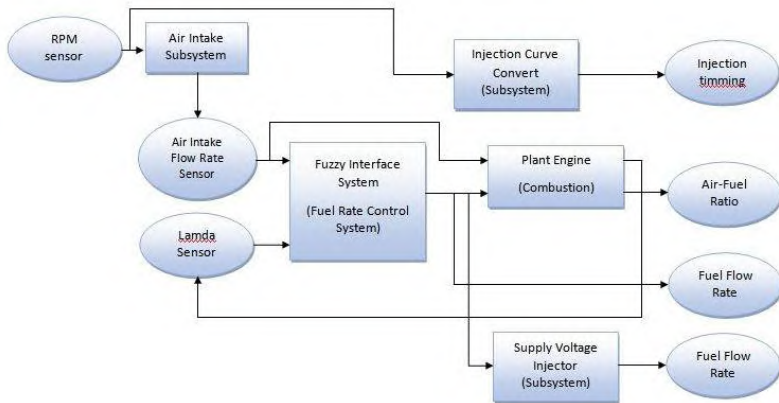 RPM
sensor
Air Intake
Subsystem
Injection Curve
Convert
(Subsystem)
Injection
timming
Air Intake
Flow Rate
Sensor
Fuzzy Interface
System
(Fuel Rate Control
System)
Plant Engine
(Combustion)
Air-Fuel
Ratio
Lamda
Sensor
Fuel Flow
Rate
Supply Voltage
Injector
(Subsystem)
Fuel Flow
Rate